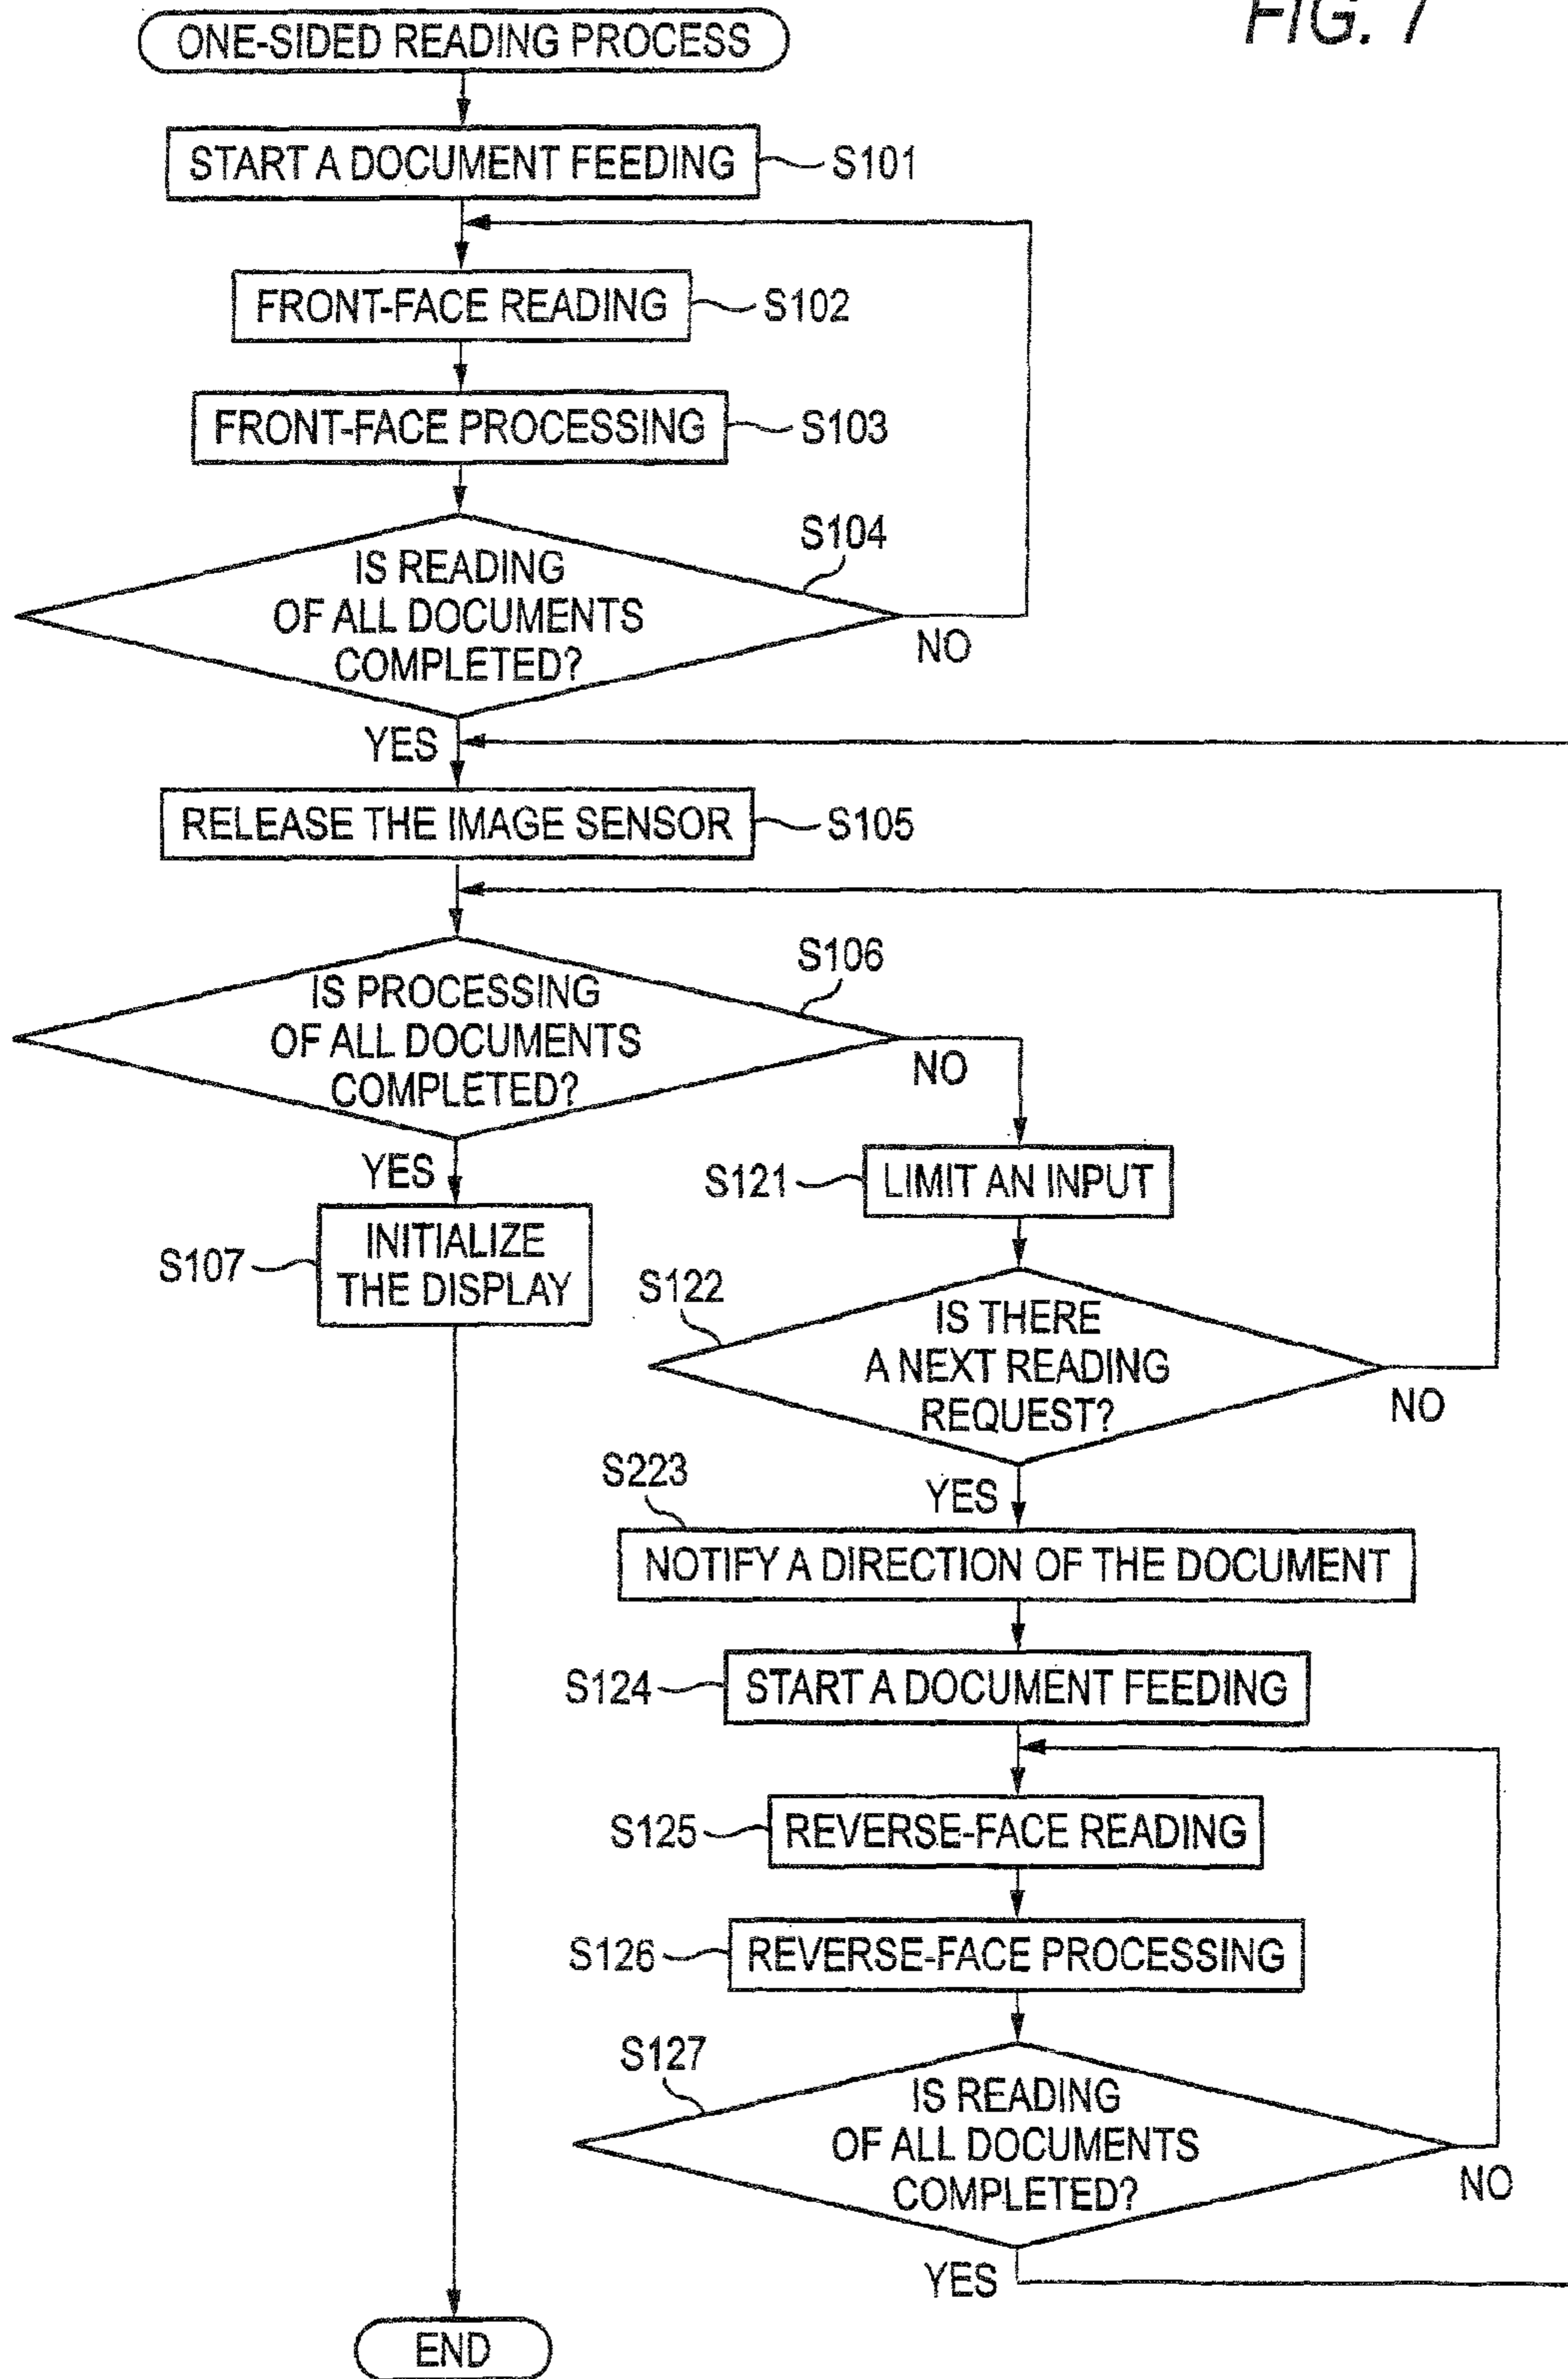 FIG. 7
ONE-SIDED READING PROCESS
START A DOCUMENT FEEDING
S101
FRONT-FACE READING
S102
FRONT-FACE PROCESSING
S103
S104
IS READING
OF ALL DOCUMENTS
COMPLETED?
NO
YES
RELEASE THE IMAGE SENSOR
S105
S106
IS PROCESSING
OF ALL DOCUMENTS
COMPLETED?
NO
YES
S121
LIMIT AN INPUT
S107
INITIALIZE
THE DISPLAY
S122
IS THERE
A NEXT READING
REQUEST?
NO
YES
S223
NOTIFY A DIRECTION OF THE DOCUMENT
S124
START A DOCUMENT FEEDING
S125
REVERSE-FACE READING
S126
REVERSE-FACE PROCESSING
S127
IS READING
OF ALL DOCUMENTS
COMPLETED?
NO
YES
END